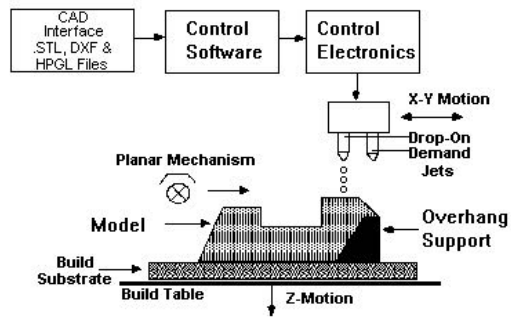 CAD
Interface
.STL, DXF &
HPGL Files
Control
Software
Control
Electronics
X-Y Motion
Drop-On
Demand
Jets
Planar Mechanism
Model
Overhang
Support
Build
Substrate
Build Table
Z-Motion